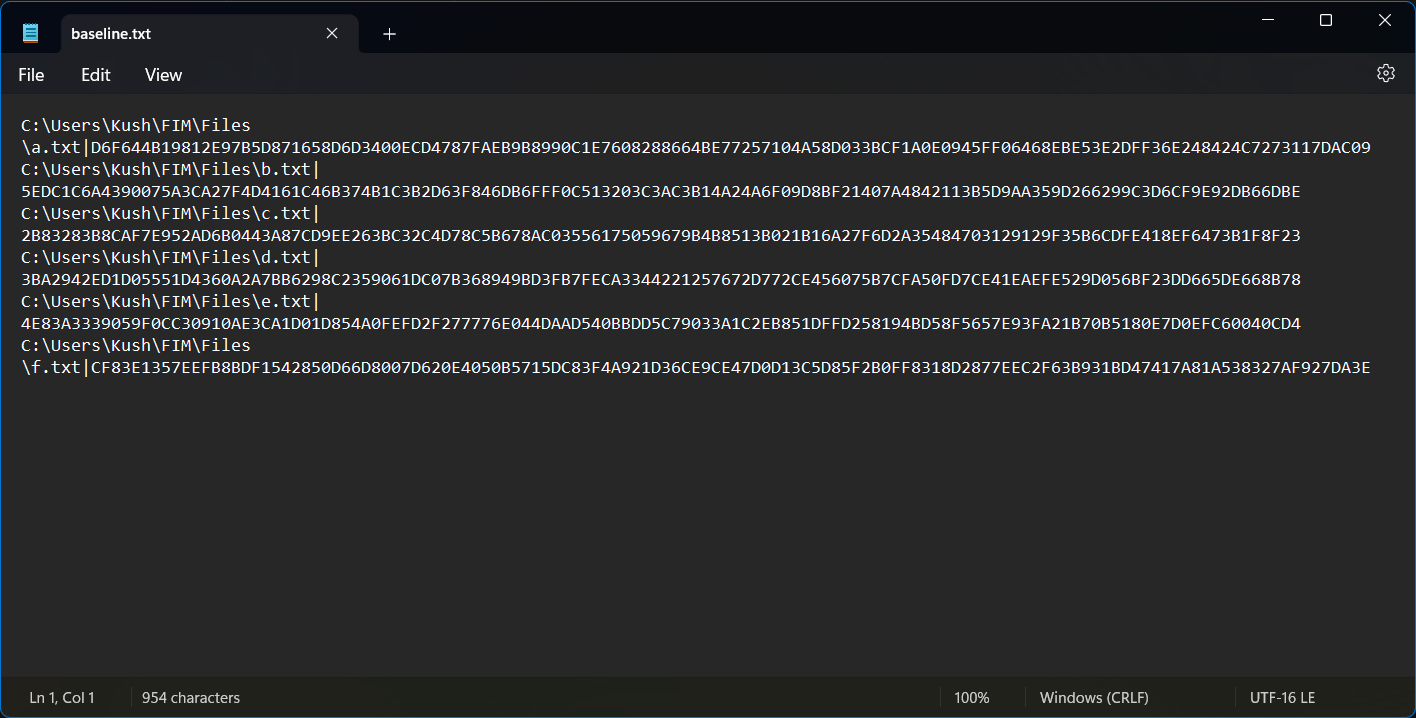 baseline.txt
File Edit View
C:\Users\Kush\FIM\Files
\a.txt|D6F644B19812E97B5D871658D6D3400ECD4787FAEB9B8990C1E7608288664BE77257104A58D033BCF1A0E0945FF06468EBE53E2DFF36E248424C7273117DAC09
C:\Users\Kush\FIM\Files\b.txt|
5EDC1C6A4390075A3CA27F4D4161C46B374B1C3B2D63F846DB6FFF0C513203C3AC3B14A24A6F09D8BF21407A4842113B5D9AA359D266299C3D6CF9E92DB66DBE
C:\Users\Kush\FIM\Files\c.txt|
2B83283B8CAF7E952AD6B0443A87CD9EE263BC32C4D78C5B678AC03556175059679B4B8513B021B16A27F6D2A35484703129129F35B6CDFE418EF6473B1F8F23
C:\Users\Kush\FIM\Files\d.txt|
3BA2942ED1D05551D4360A2A7BB6298C2359061DC07B368949BD3FB7FECA3344221257672D772CE456075B7CFA50FD7CE41EAEFE529D056BF23DD665DE668B78
C:\Users\Kush\FIM\Files\e.txt|
4E83A3339059F0CC30910AE3CA1D01D854A0FEFD2F277776E044DAAD540BBDD5C79033A1C2EB851DFFD258194BD58F5657E93FA21B70B5180E7D0EFC60040CD4
C:\Users\Kush\FIM\Files
\f.txt|CF83E1357EEFB8BDF1542850D66D8007D620E4050B5715DC83F4A921D36CE9CE47D0D13C5D85F2B0FF8318D2877EEC2F63B931BD47417A81A538327AF927DA3E
Ln 1, Col 1 954 characters 100% Windows (CRLF) UTF-16 LE